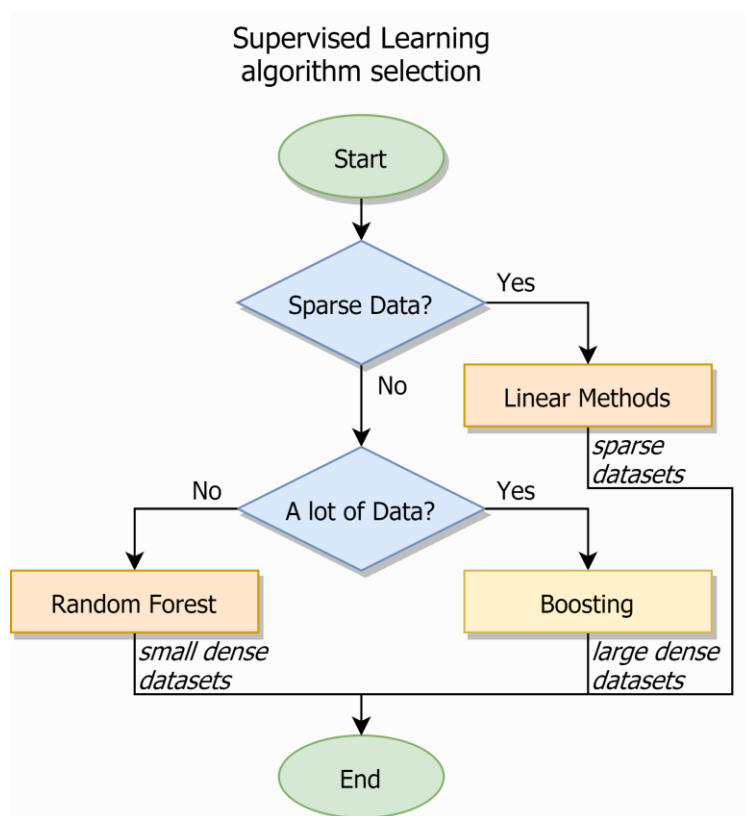 Supervised Learning
algorithm selection
Start
Sparse Data?
Yes
No
Linear Methods
sparse
datasets
A lot of Data?
No
Yes
Random Forest
small dense
datasets
Boosting
large dense
datasets
End